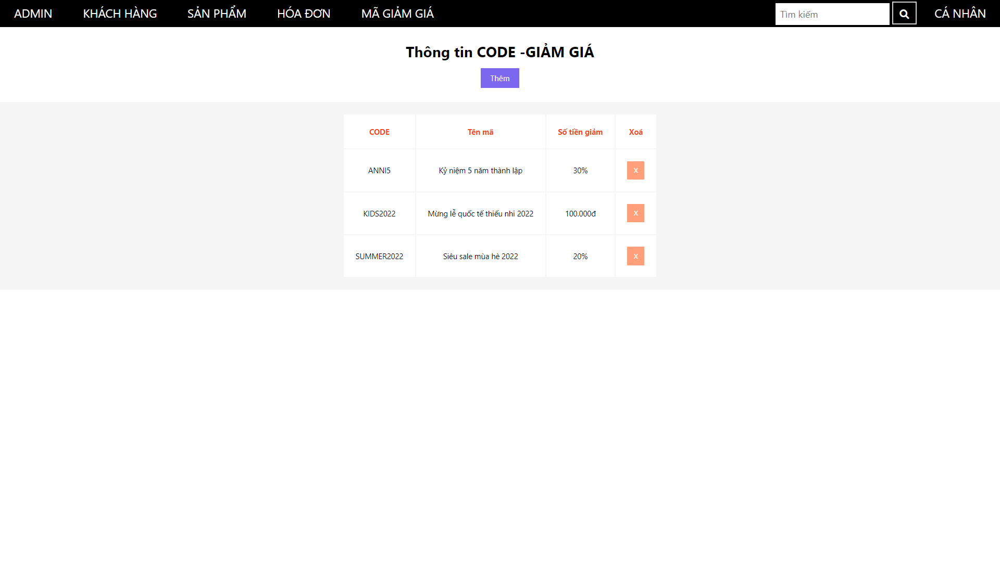 ADMIN KHÁCH HÀNG SẢN PHẨM HÓA ĐƠN MÃ GIẢM GIÁ Tìm kiếm CÁ NHÂN
Thông tin CODE -GIẢM GIÁ
Thêm
CODE Tên mã Số tiền giảm Xoá
ANNI5 Kỷ niệm 5 năm thành lập 30% X
KIDS2022 Mừng lễ quốc tế thiếu nhi 2022 100.000đ X
SUMMER2022 Siêu sale mùa hè 2022 20% X